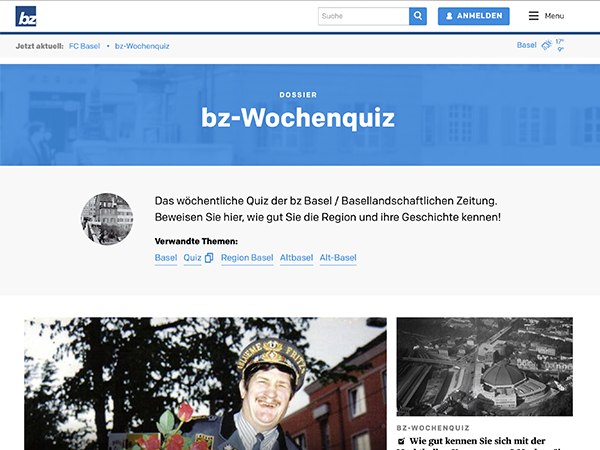 bz
Suche
ANMELDEN
Menu
Jetzt aktuell: FC Basel • bz-Wochenquiz
Basel 17° 9°
DOSSIER
bz-Wochenquiz
Das wöchentliche Quiz der bz Basel / Basellandschaftlichen Zeitung.
Beweisen Sie hier, wie gut Sie die Region und ihre Geschichte kennen!
Verwandte Themen:
Basel Quiz Region Basel Altbasel Alt-Basel
BZ-WOCHENQUIZ
Wie gut kennen Sie sich mit der